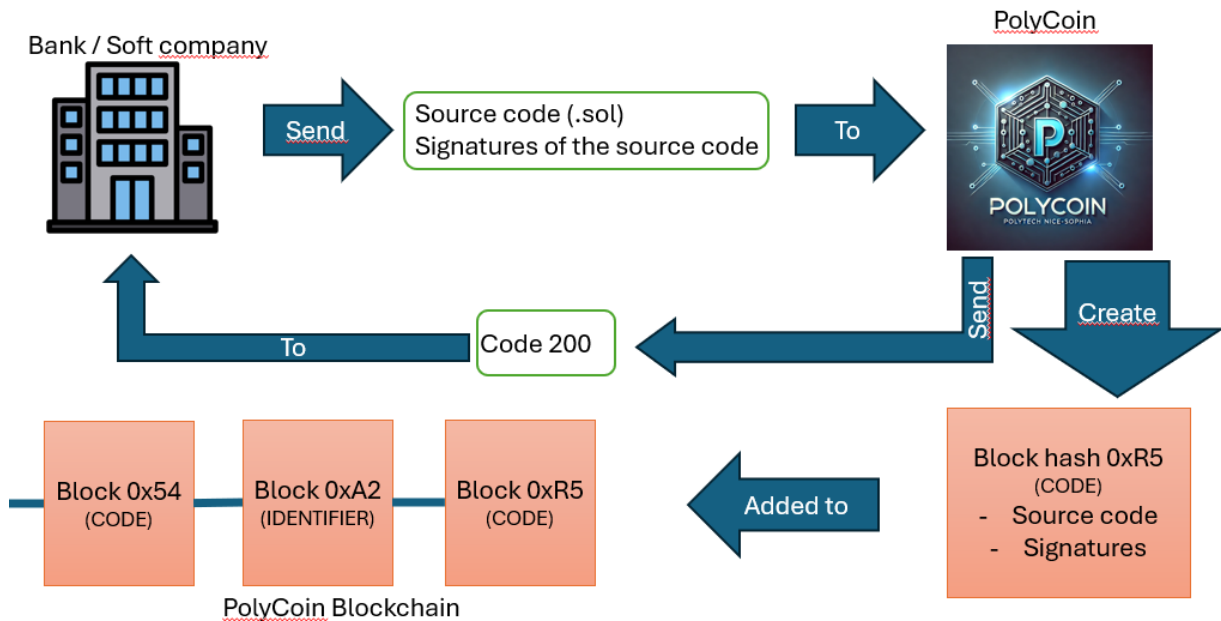 Bank / Soft company
PolyCoin
Send
Source code (.sol)
Signatures of the source code
To
P
POLYCOIN
POLYTECH NICE-SOPHIA
Send
Create
Code 200
To
Block 0x54
(CODE)
Block 0xA2
(IDENTIFIER)
Block 0xR5
(CODE)
Added to
Block hash 0xR5
(CODE)
- Source code
- Signatures
PolyCoin Blockchain